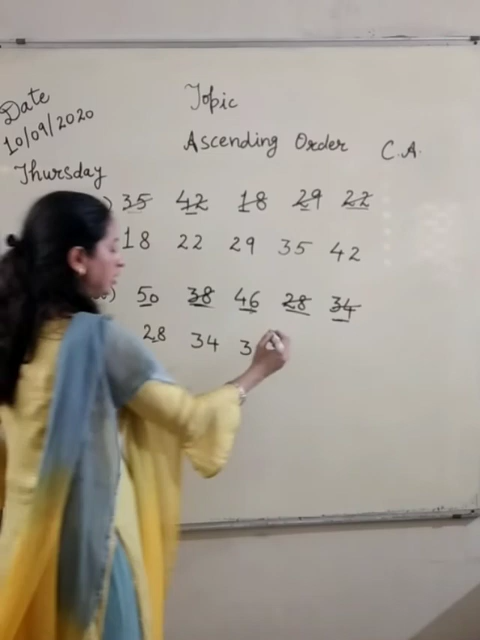 Date
10/09/2020
Thursday
Topic
Ascending Order C.A.
) 35 42 18 29 22
18 22 29 35 42
) 50 38 46 28 34
28 34 3